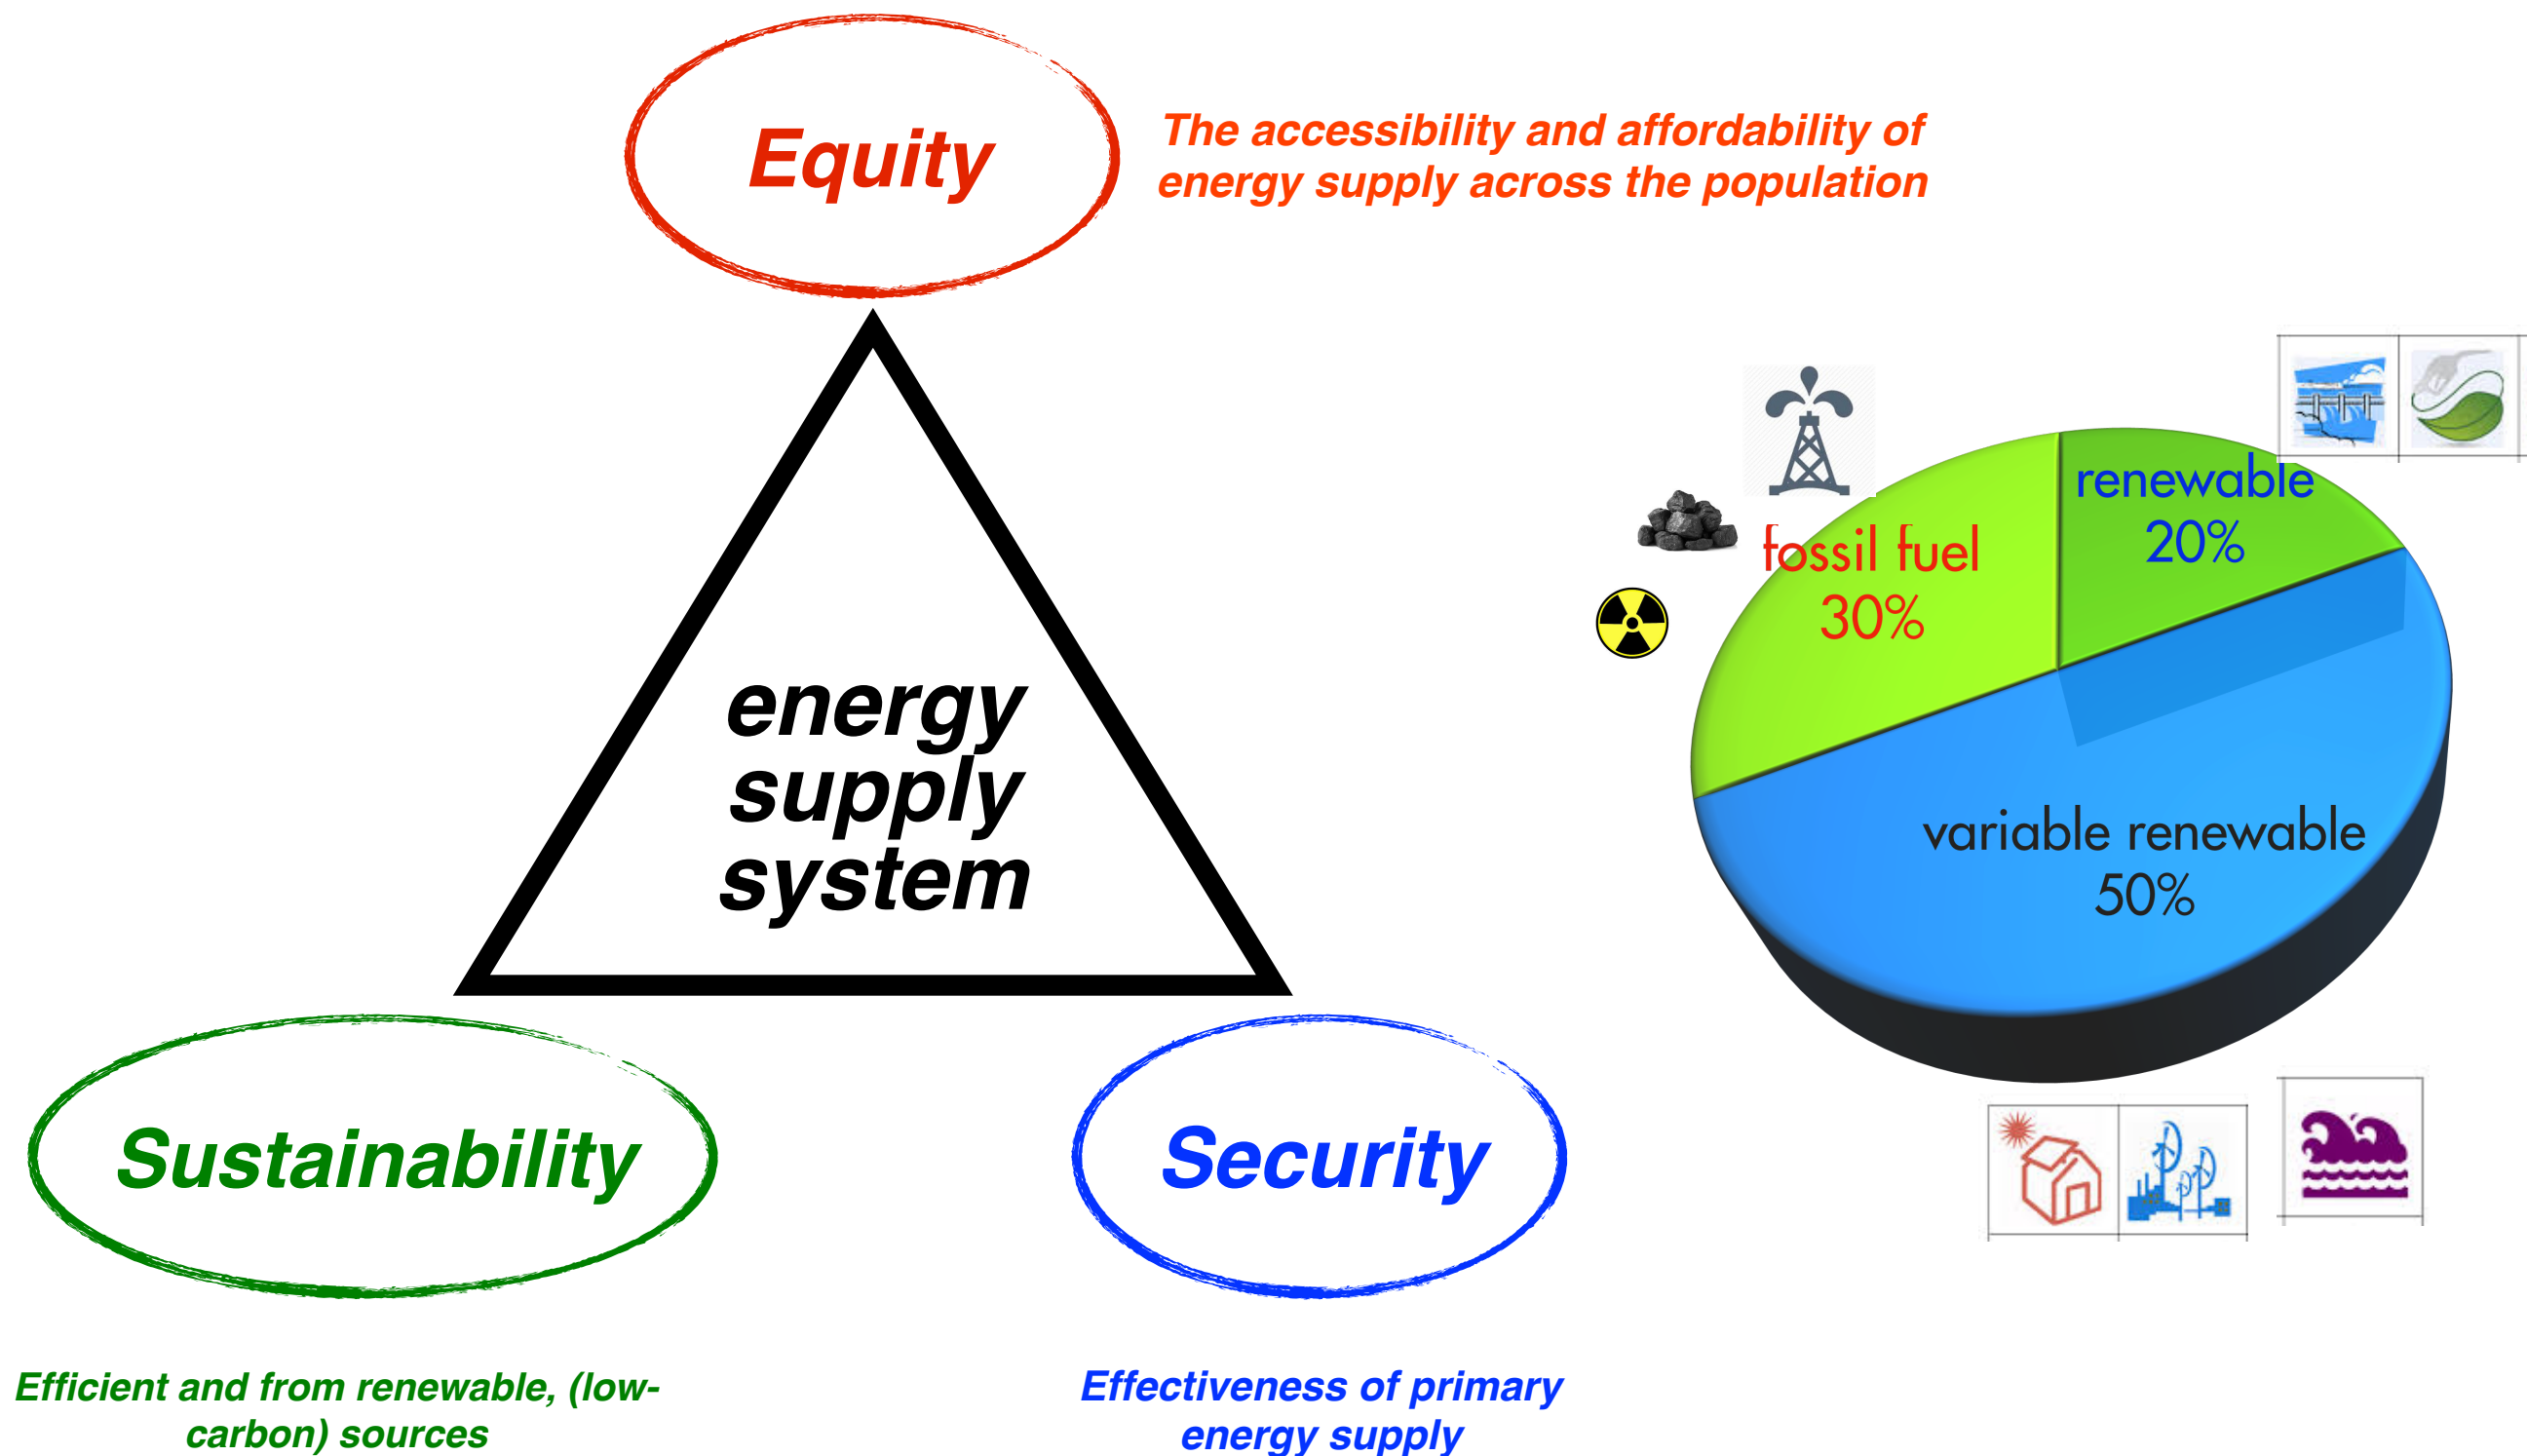 Equity
The accessibility and affordability of
energy supply across the population
energy
supply
system
fossil fuel
30%
renewable
20%
variable renewable
50%
Sustainability
Security
Efficient and from renewable, (low-
carbon) sources
Effectiveness of primary
energy supply